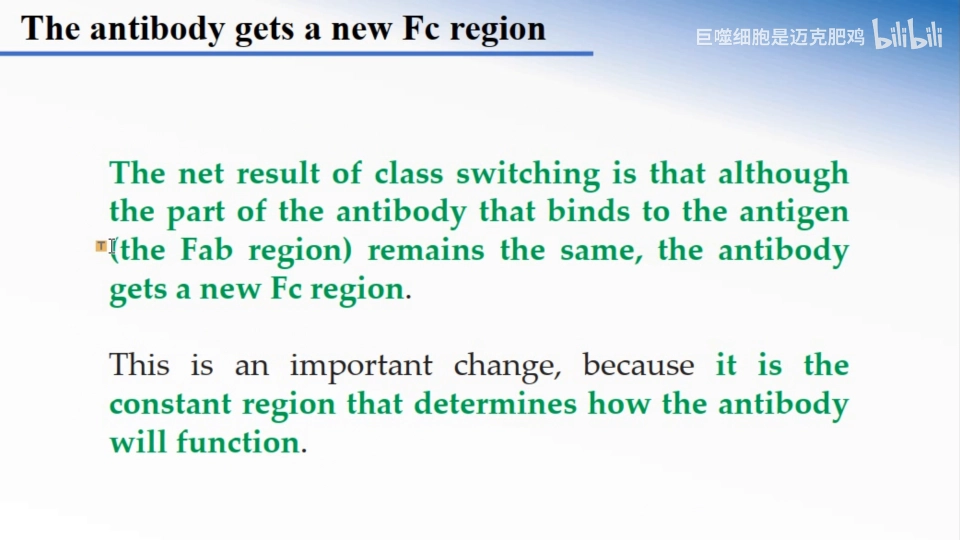 The antibody gets a new Fc region
巨噬细胞是迈克肥鸡 bilibili
The net result of class switching is that although
the part of the antibody that binds to the antigen
(the Fab region) remains the same, the antibody
gets a new Fc region.
This is an important change, because it is the
constant region that determines how the antibody
will function.